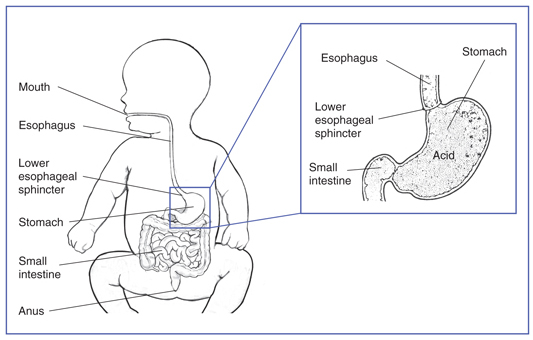 Mouth
Esophagus
Lower
esophageal
sphincter
Stomach
Small
intestine
Anus
Esophagus
Stomach
Lower
esophageal
sphincter
Acid
Small
intestine